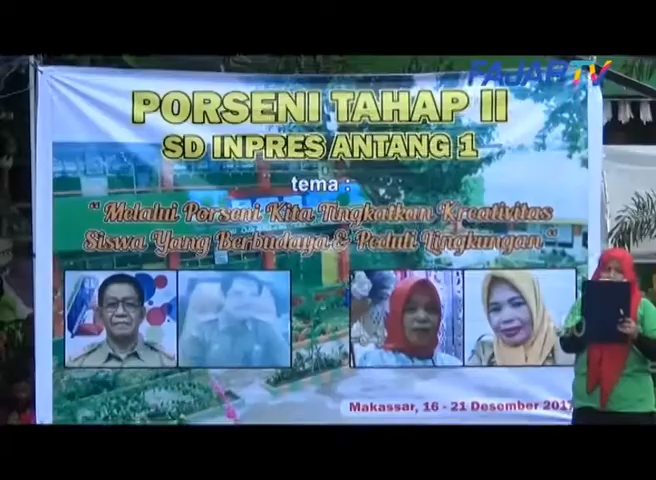 FAJAR TV
PORSENI TAHAP II
SD INPRES ANTANG 1
tema :
" Melalui Porseni Kita Tingkatkan Kreativitas
Siswa Yang Berbudaya & Peduli Lingkungan "
Makassar, 16 - 21 Desember 2017